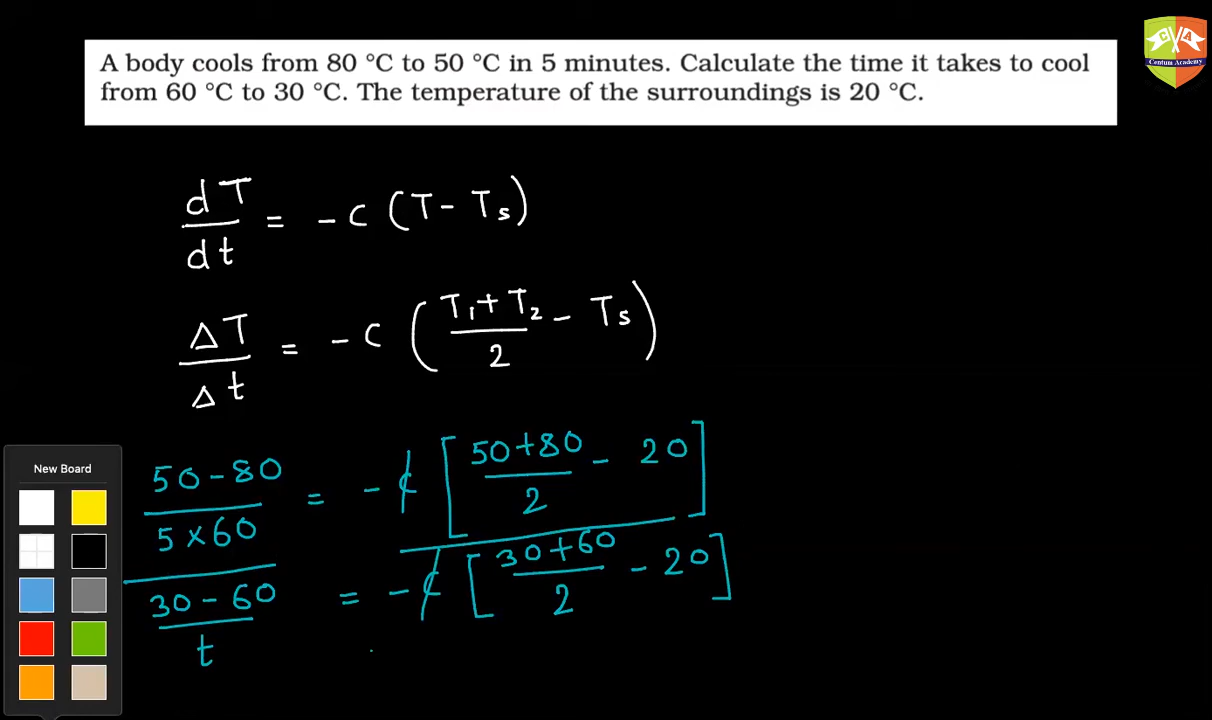 CVA
Centum Academy
A body cools from 80 °C to 50 °C in 5 minutes. Calculate the time it takes to cool
from 60 °C to 30 °C. The temperature of the surroundings is 20 °C.
dT/dt = -c (T - Ts)
ΔT/Δt = -c ((T1 + T2)/2 - Ts)
(50-80)/(5×60) = -c [(50+80)/2 - 20]
(30-60)/t = -c [(30+60)/2 - 20]
New Board